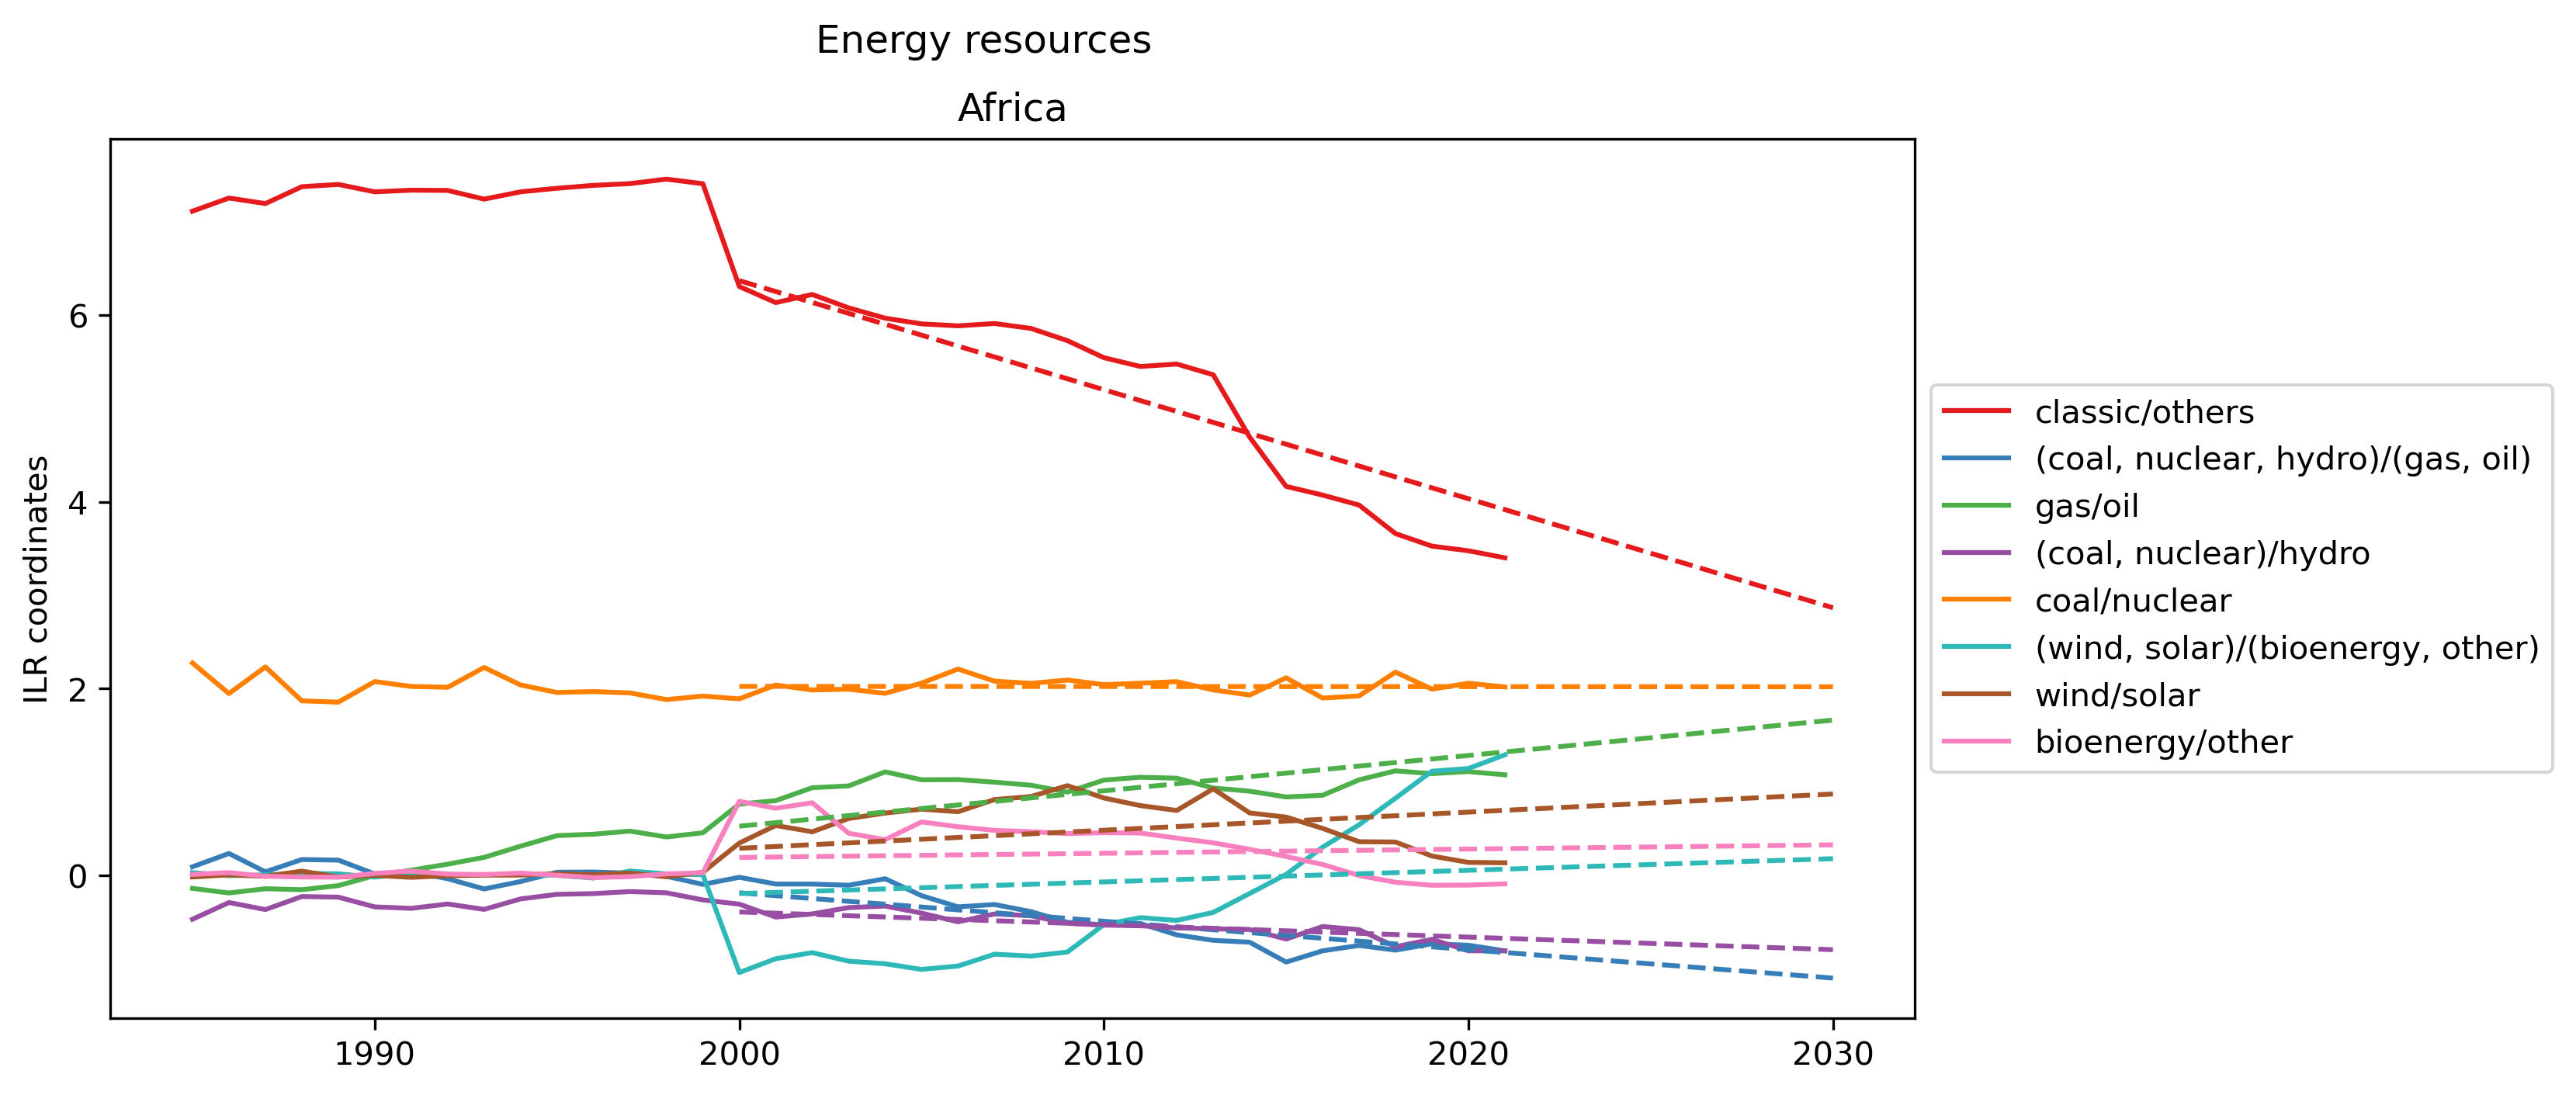 Energy resources
Africa
ILR coordinates
6
4
2
0
1990
2000
2010
2020
2030
classic/others
(coal, nuclear, hydro)/(gas, oil)
gas/oil
(coal, nuclear)/hydro
coal/nuclear
(wind, solar)/(bioenergy, other)
wind/solar
bioenergy/other